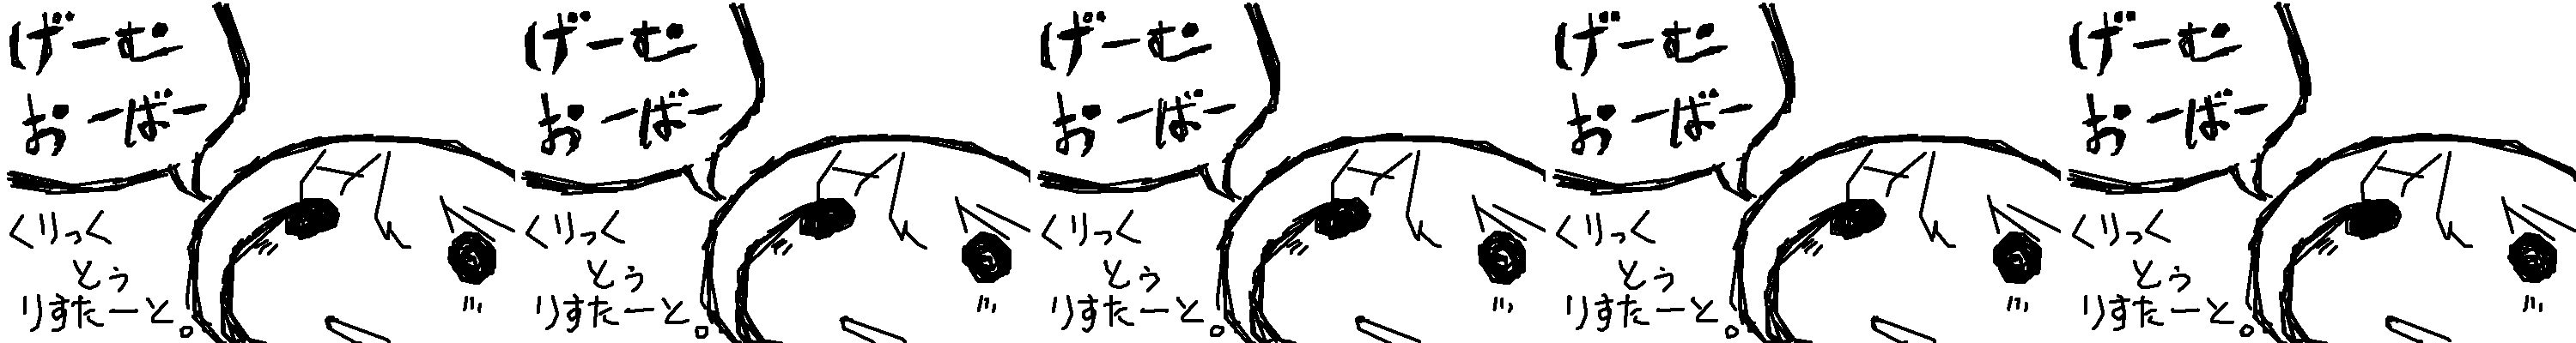 げーむ
おーばー
くりっく
とぅ
りすたーと。
げーむ
おーばー
くりっく
とぅ
りすたーと。
げーむ
おーばー
くりっく
とぅ
りすたーと。
げーむ
おーばー
くりっく
とぅ
りすたーと。
げーむ
おーばー
くりっく
とぅ
りすたーと。